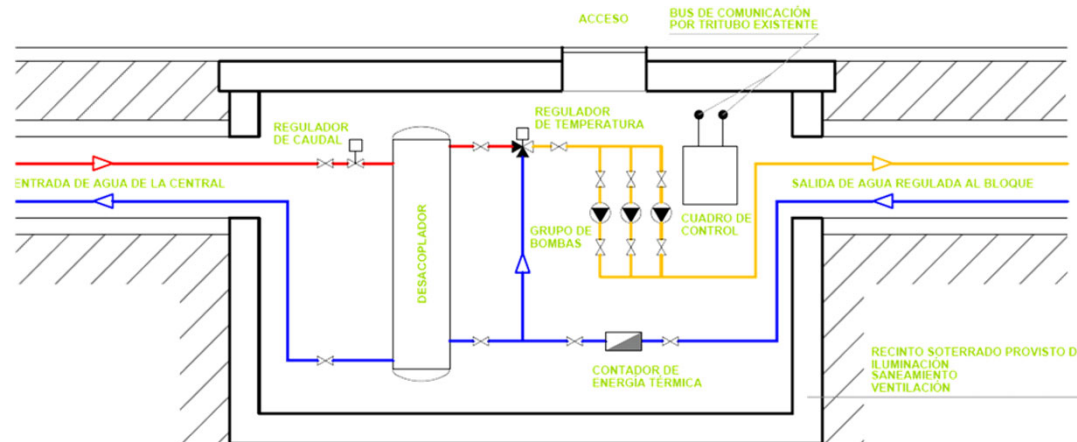 ACCESO
BUS DE COMUNICACIÓN
POR TRITUBO EXISTENTE
REGULADOR
DE CAUDAL
REGULADOR
DE TEMPERATURA
ENTRADA DE AGUA DE LA CENTRAL
SALIDA DE AGUA REGULADA AL BLOQUE
DESACOPLADOR
GRUPO DE
BOMBAS
CUADRO DE
CONTROL
CONTADOR DE
ENERGÍA TÉRMICA
RECINTO SOTERRADO PROVISTO D
ILUMINACIÓN
SANEAMIENTO
VENTILACIÓN